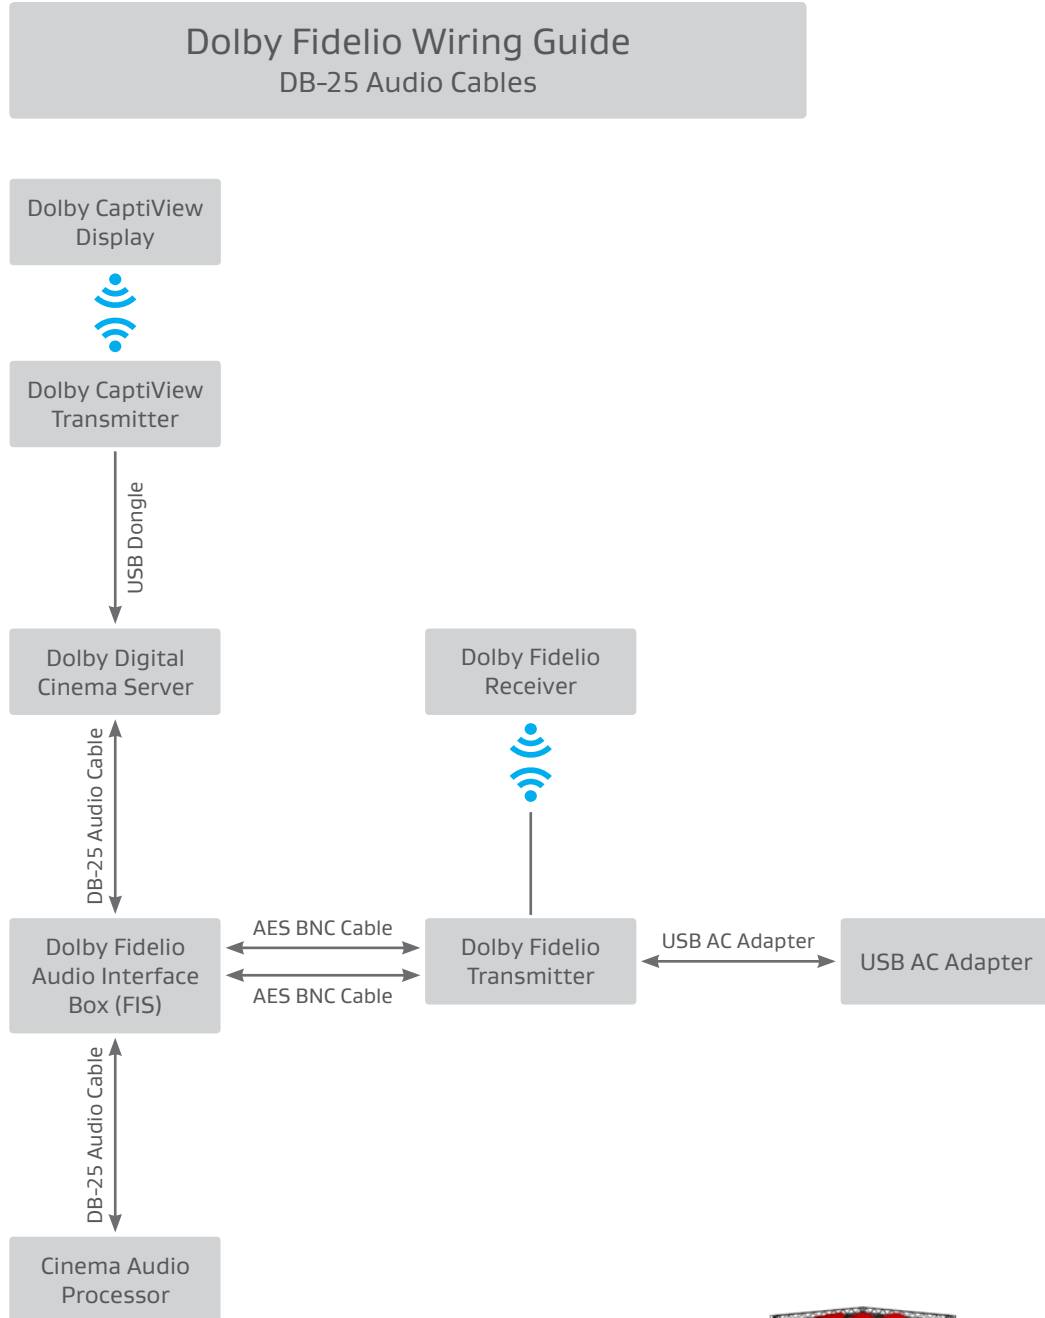 Dolby Fidelio Wiring Guide
DB-25 Audio Cables
Dolby CaptiView
Display
Dolby CaptiView
Transmitter
USB Dongle
Dolby Digital
Cinema Server
Dolby Fidelio
Receiver
DB-25 Audio Cable
Dolby Fidelio
Audio Interface
Box (FIS)
AES BNC Cable
AES BNC Cable
Dolby Fidelio
Transmitter
USB AC Adapter
USB AC Adapter
DB-25 Audio Cable
Cinema Audio
Processor